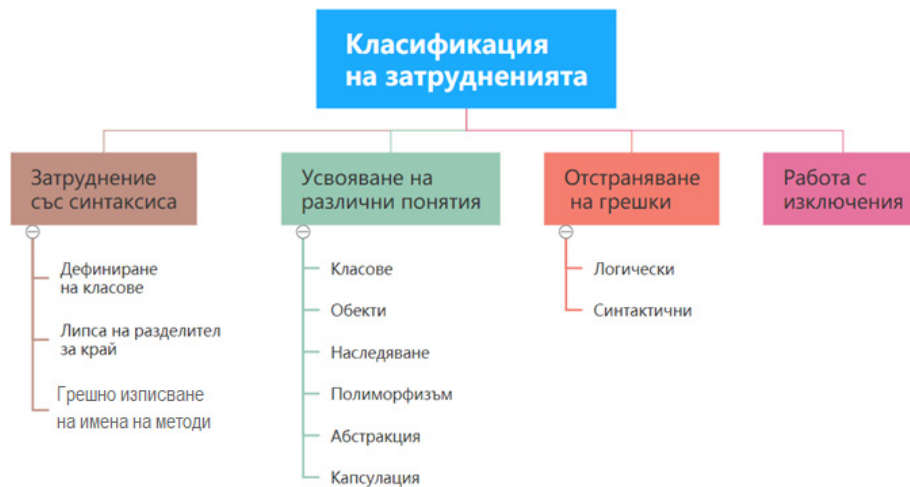 Класификация
на затрудненията
Затруднение
със синтаксиса
Дефиниране
на класове
Липса на разделител
за край
Грешно изписване
на имена на методи
Усвояване на
различни понятия
Класове
Обекти
Наследяване
Полиморфизъм
Абстракция
Капсулация
Отстраняване
на грешки
Логически
Синтактични
Работа с
изключения